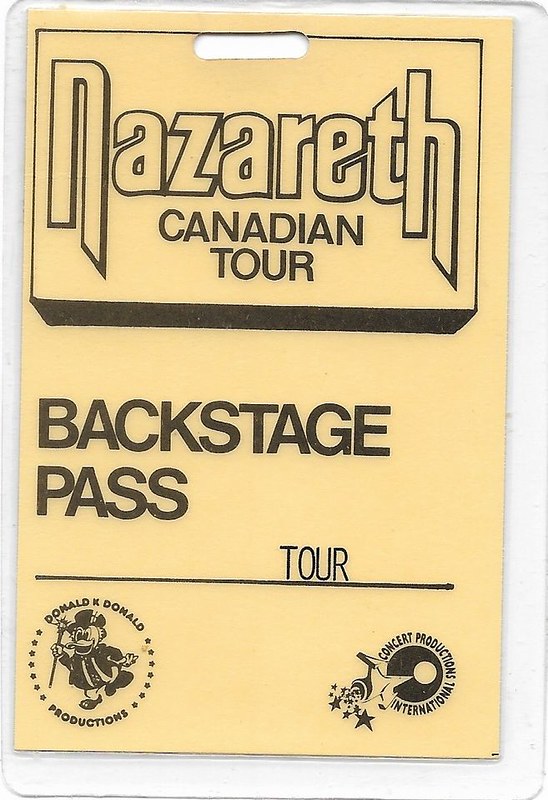 nazareth
CANADIAN
TOUR
BACKSTAGE
PASS
TOUR
DONALD K DONALD
PRODUCTIONS
CONCERT PRODUCTIONS
INTERNATIONAL